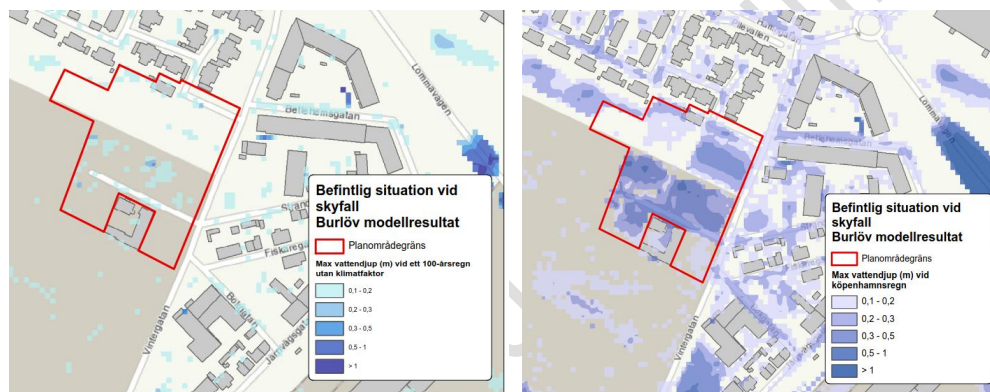 Betlehemsgatan
Lommavägen
Vintergatan
Botgatan
Befintlig situation vid
skyfall
Burlöv modellresultat
Planområdegräns
Max vattendjup (m) vid ett 100-årsregn
utan klimatfaktor
0,1 - 0,2
0,2 - 0,3
0,3 - 0,5
0,5 - 1
> 1
Pilevallen
Vintergatan
Befintlig situation vid
skyfall
Burlöv modellresultat
Planområdegräns
Max vattendjup (m) vid
köpenhamnsregn
0,1 - 0,2
0,2 - 0,3
0,3 - 0,5
0,5 - 1
> 1